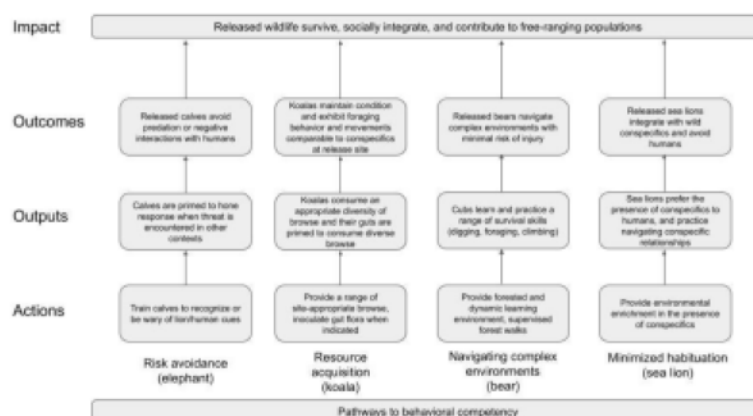 Impact
Released wildlife survive, socially integrate, and contribute to free-ranging populations
Outcomes
Released calves avoid
predation or negative
interactions with humans
Koalas maintain condition
and exhibit foraging
behavior and movements
comparable to conspecifics
at release site
Released bears navigate
complex environments with
minimal risk of injury
Released sea lions
integrate with wild
conspecifics and avoid
humans
Outputs
Calves are primed to hone
response when threat is
encountered in other
contexts
Koalas consume an
appropriate diversity of
browse and their guts are
primed to consume diverse
browse
Cubs learn and practice
a range of survival skills
(digging, foraging, climbing)
Sea lions prefer the
presence of conspecifics to
humans, and practice
navigating conspecific
relationships
Actions
Train calves to recognize or
be wary of lion/human cues
Provide a range of
site-appropriate browse,
inoculate gut flora when
indicated
Provide forested and
dynamic learning
environment, supervised
forest walks
Provide environmental
enrichment in the presence
of conspecifics
Risk avoidance
(elephant)
Resource
acquisition
(koala)
Navigating complex
environments
(bear)
Minimized habituation
(sea lion)
Pathways to behavioral competency